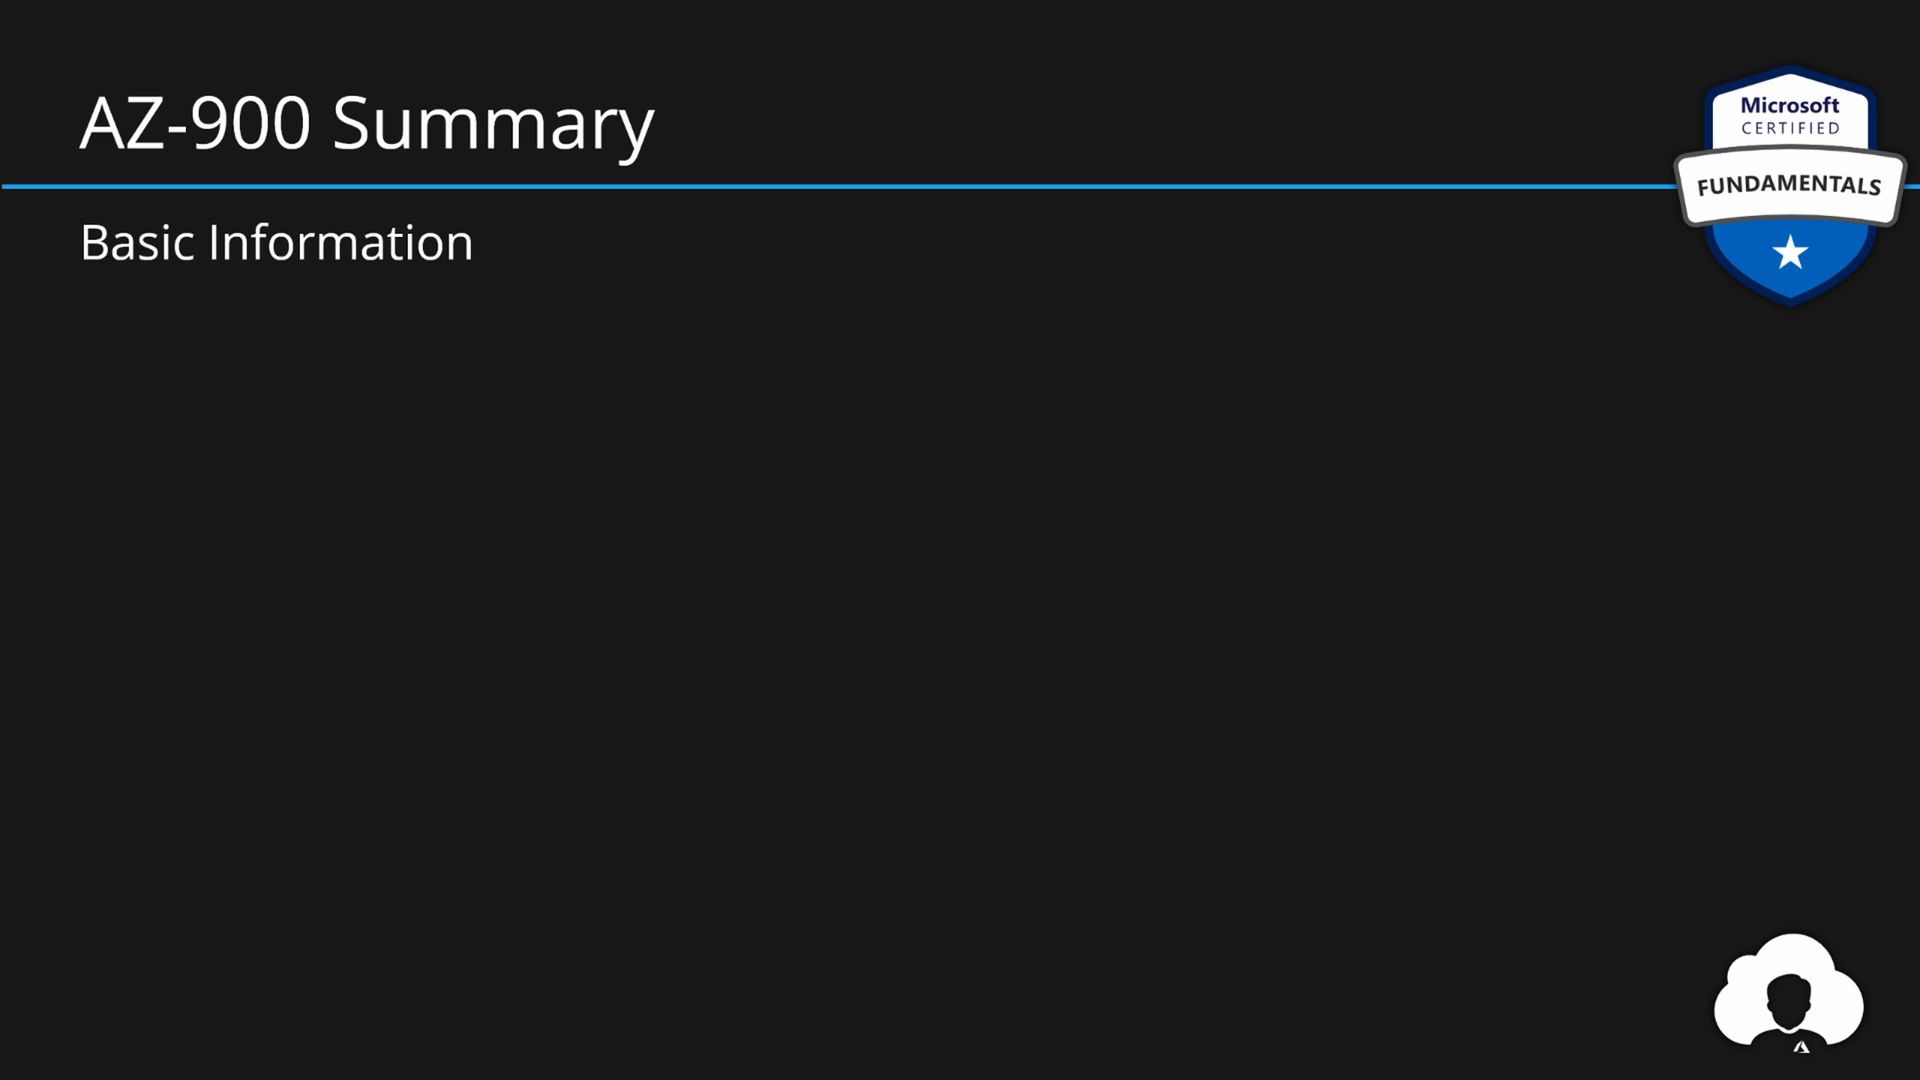 AZ-900 Summary
Microsoft
CERTIFIED
FUNDAMENTALS
Basic Information